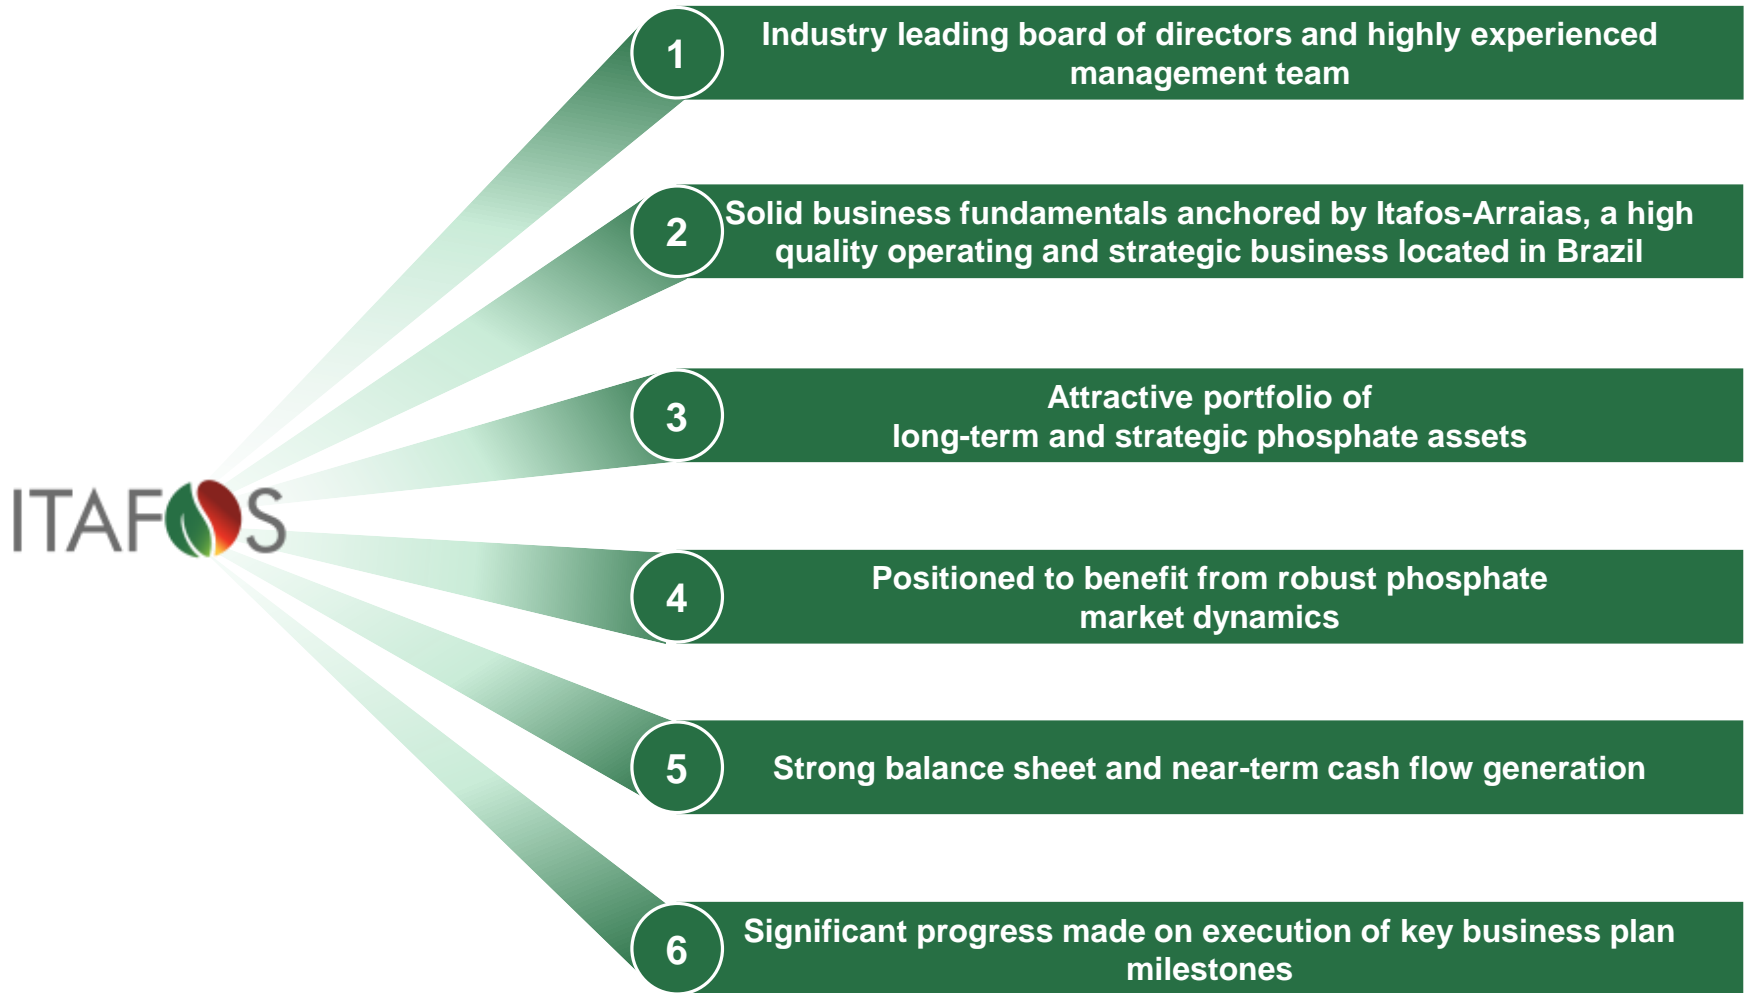 1
Industry leading board of directors and highly experienced
management team
2
Solid business fundamentals anchored by Itafos-Arraias, a high
quality operating and strategic business located in Brazil
3
Attractive portfolio of
long-term and strategic phosphate assets
ITAFOS
4
Positioned to benefit from robust phosphate
market dynamics
5
Strong balance sheet and near-term cash flow generation
6
Significant progress made on execution of key business plan
milestones